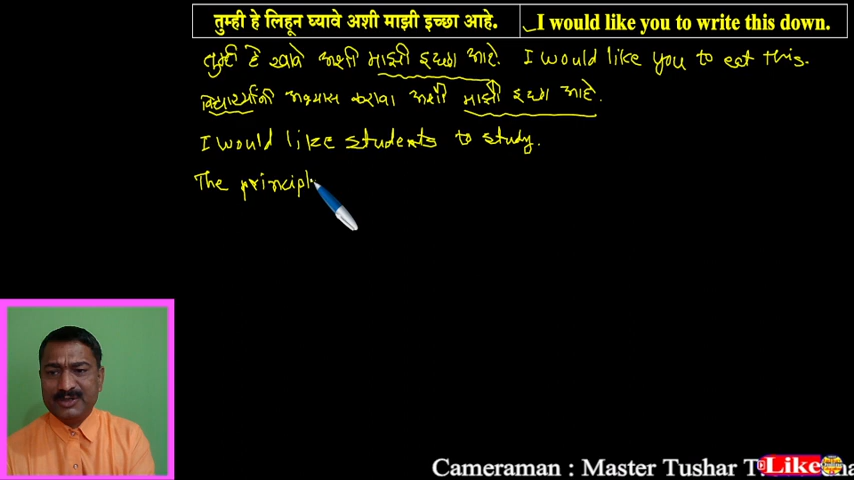 तुम्ही हे लिहून घ्यावे अशी माझी इच्छा आहे. I would like you to write this down.
तुम्ही हे खावे अशी माझी इच्छा आहे. I would like you to eat this.
विद्यार्थ्यांनी अभ्यास करावा अशी माझी इच्छा आहे.
I would like students to study.
The principl
Cameraman : Master Tushar T.
Like